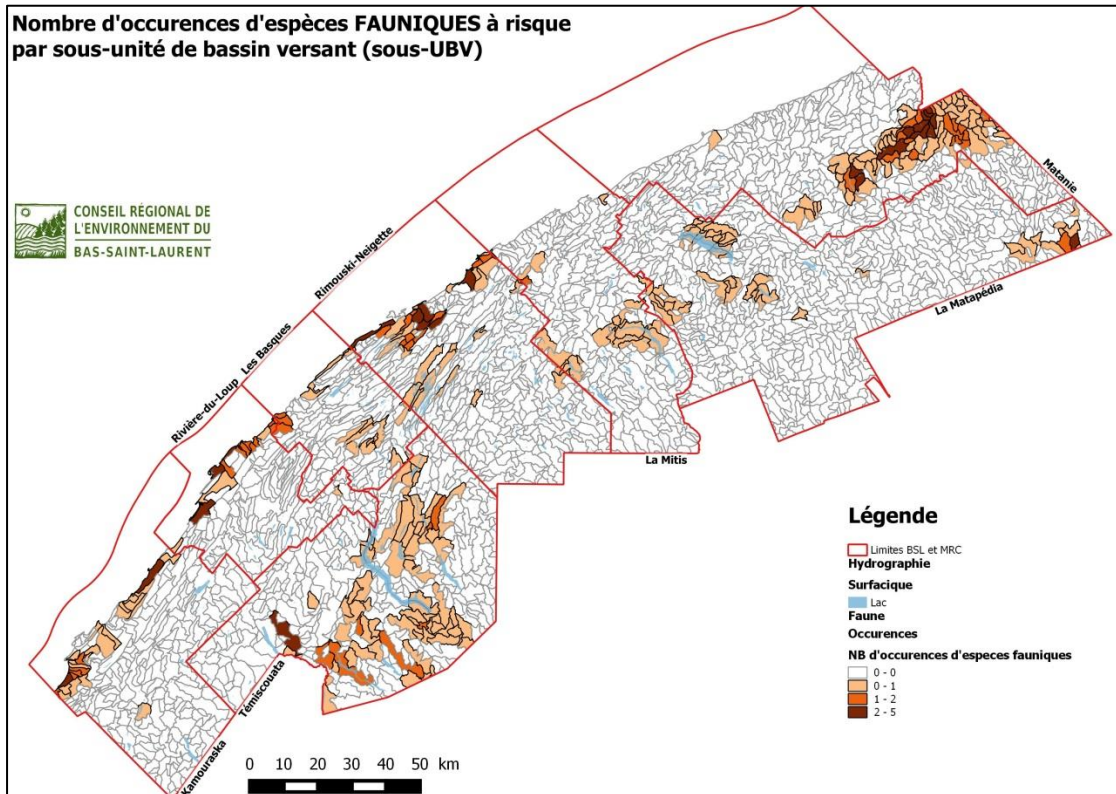 Nombre d'occurences d'espèces FAUNIQUES à risque
par sous-unité de bassin versant (sous-UBV)
CONSEIL RÉGIONAL DE
L'ENVIRONNEMENT DU
BAS-SAINT-LAURENT
Matanie
Rimouski-Neigette
La Matapédia
Les Basques
Rivière-du-Loup
La Mitis
Témiscouata
Kamouraska
Légende
Limites BSL et MRC
Hydrographie
Surfacique
Lac
Faune
Occurences
NB d'occurences d'especes fauniques
0 - 0
0 - 1
1 - 2
2 - 5
0 10 20 30 40 50 km